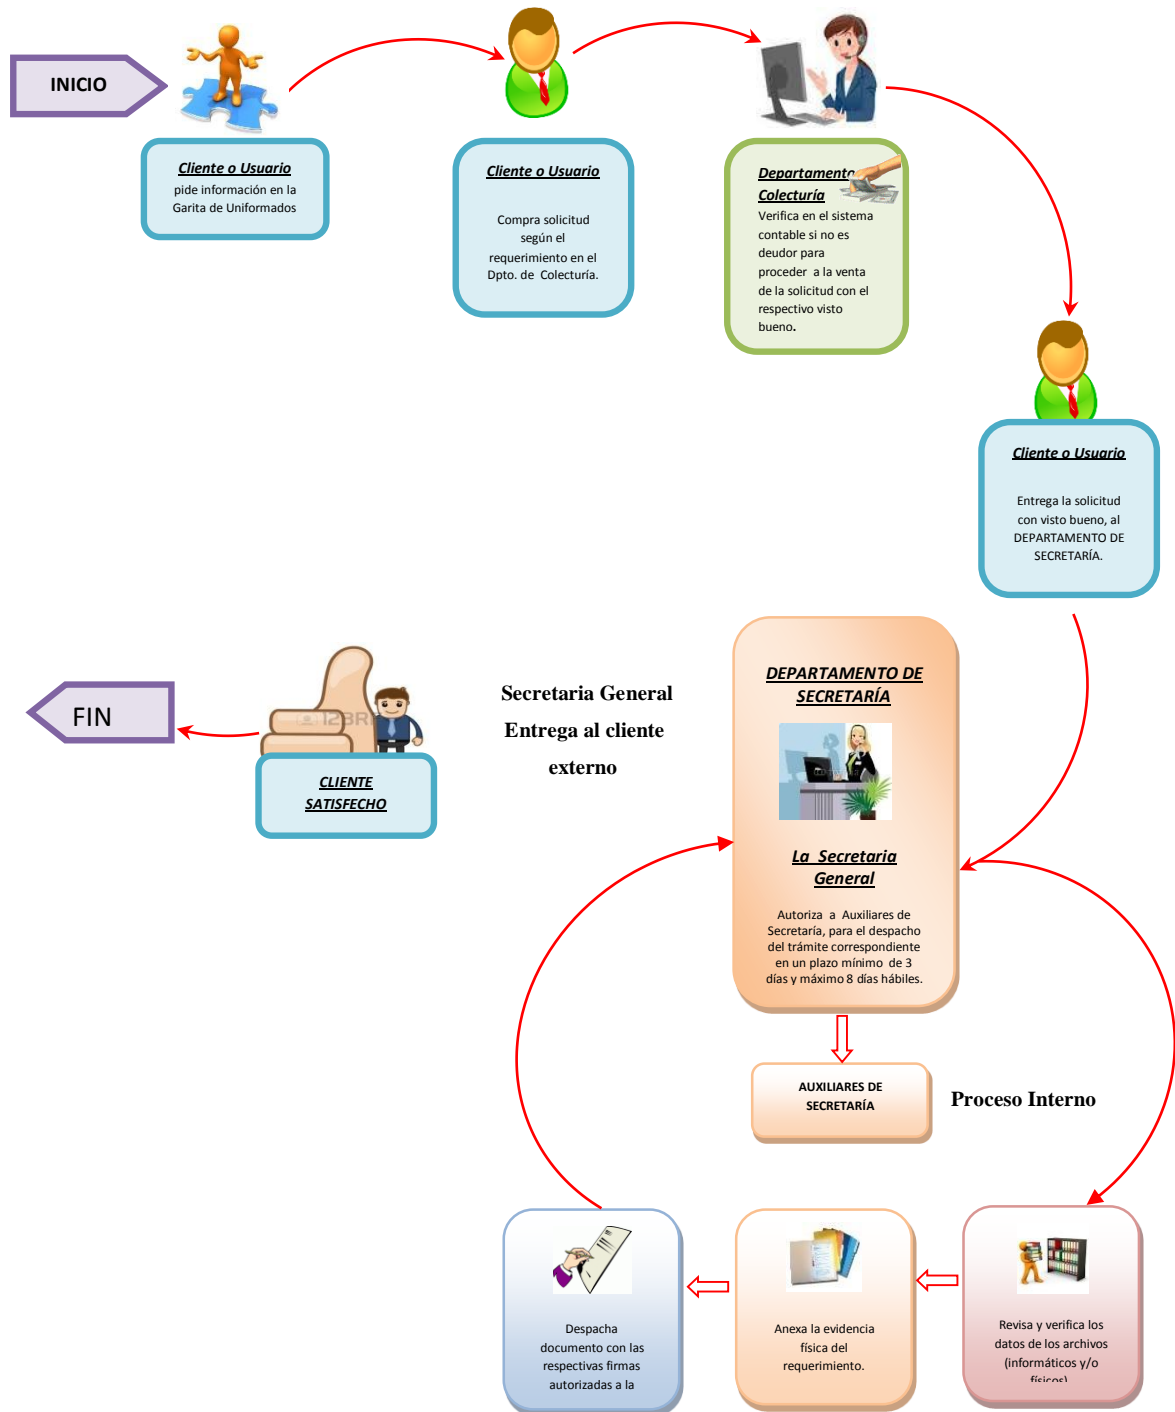 INICIO
Cliente o Usuario
pide información en la
Garita de Uniformados
Cliente o Usuario
Compra solicitud
según el
requerimiento en el
Dpto. de Colecturía.
Departamento
Colecturía
Verifica en el sistema
contable si no es
deudor para
proceder a la venta
de la solicitud con el
respectivo visto
bueno.
Cliente o Usuario
Entrega la solicitud
con visto bueno, al
DEPARTAMENTO DE
SECRETARÍA.
DEPARTAMENTO DE
SECRETARÍA
La Secretaria
General
Autoriza a Auxiliares de
Secretaría, para el despacho
del trámite correspondiente
en un plazo mínimo de 3
días y máximo 8 días hábiles.
Secretaria General
Entrega al cliente
externo
FIN
CLIENTE
SATISFECHO
AUXILIARES DE
SECRETARÍA
Proceso Interno
Despacha
documento con las
respectivas firmas
autorizadas a la
Anexa la evidencia
física del
requerimiento.
Revisa y verifica los
datos de los archivos
(informáticos y/o
físicos)